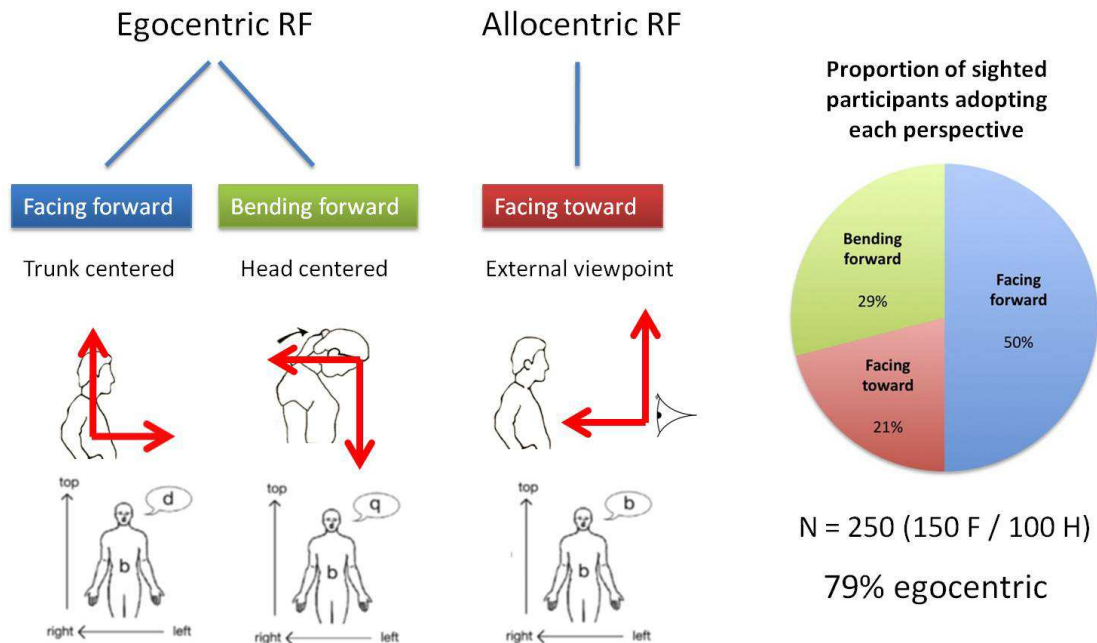 Egocentric RF
Allocentric RF
Facing forward
Bending forward
Facing toward
Trunk centered
Head centered
External viewpoint
top
d
b
right
left
top
q
b
right
left
top
b
b
right
left
Proportion of sighted
participants adopting
each perspective
Bending
forward
29%
Facing
forward
50%
Facing
toward
21%
N = 250 (150 F / 100 H)
79% egocentric